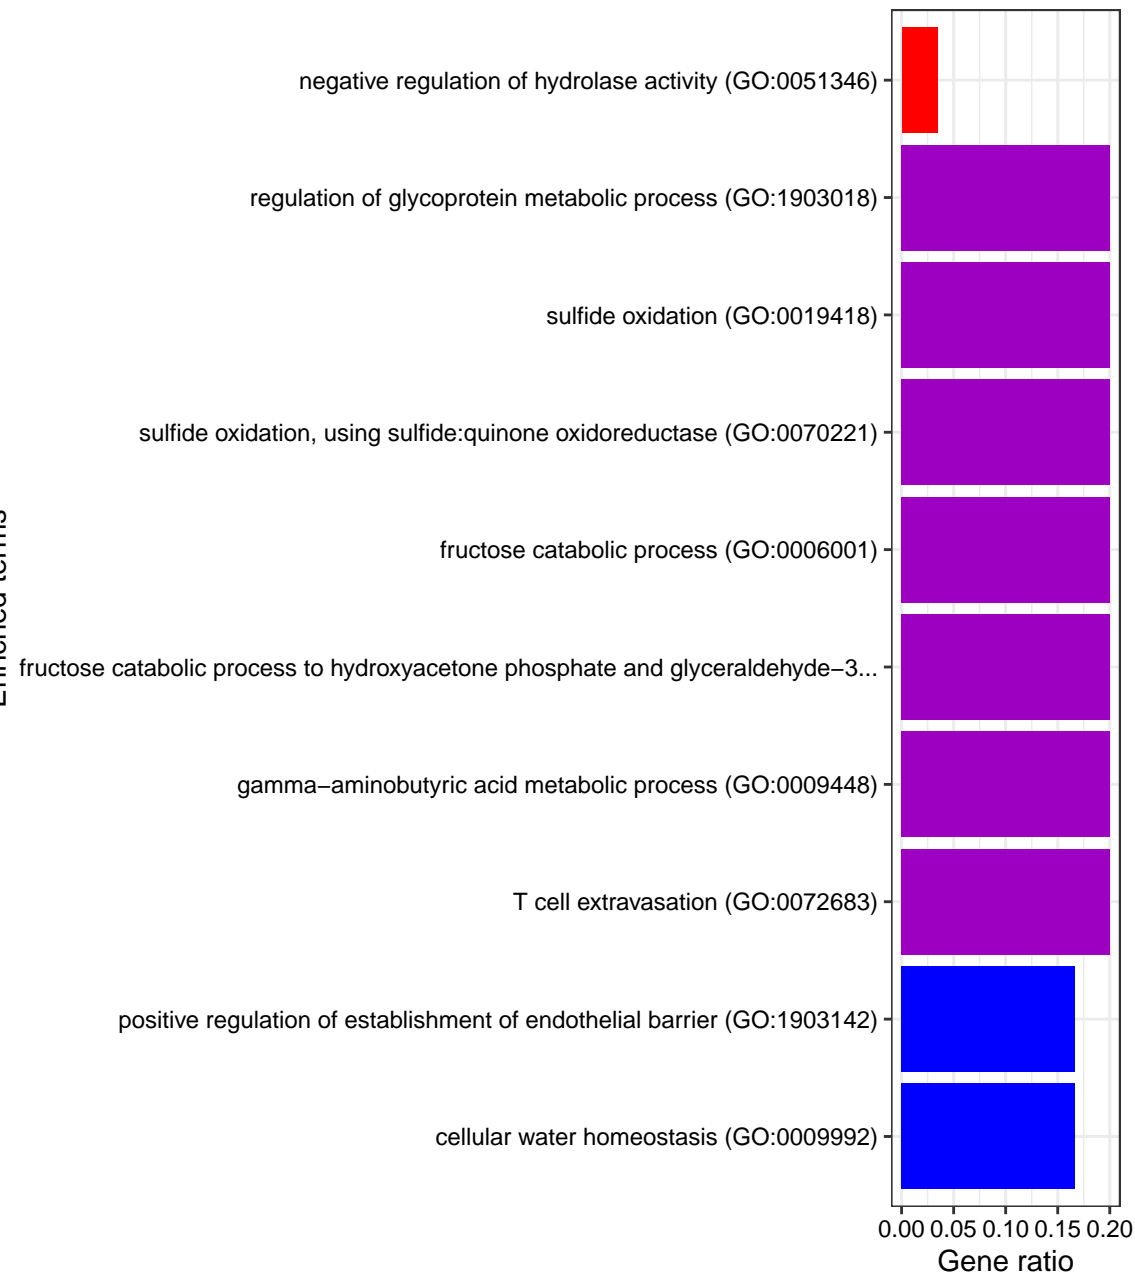 negative regulation of hydrolase activity (GO:0051346)
regulation of glycoprotein metabolic process (GO:1903018)
sulfide oxidation (GO:0019418)
sulfide oxidation, using sulfide:quinone oxidoreductase (GO:0070221)
fructose catabolic process (GO:0006001)
fructose catabolic process to hydroxyacetone phosphate and glyceraldehyde−3...
gamma−aminobutyric acid metabolic process (GO:0009448)
T cell extravasation (GO:0072683)
positive regulation of establishment of endothelial barrier (GO:1903142)
cellular water homeostasis (GO:0009992)
0.00 0.05 0.10 0.15 0.20
Gene ratio